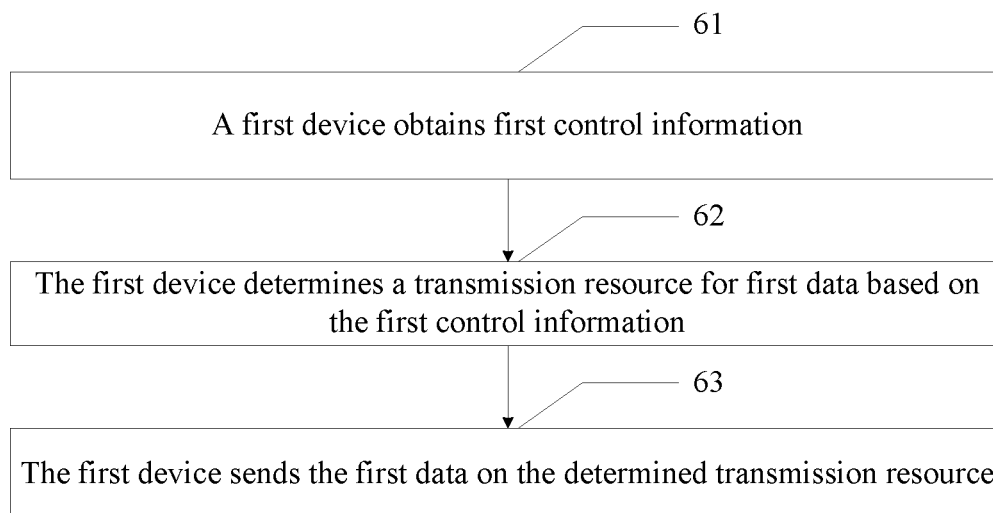 61
A first device obtains first control information
62
The first device determines a transmission resource for first data based on
the first control information
63
The first device sends the first data on the determined transmission resource